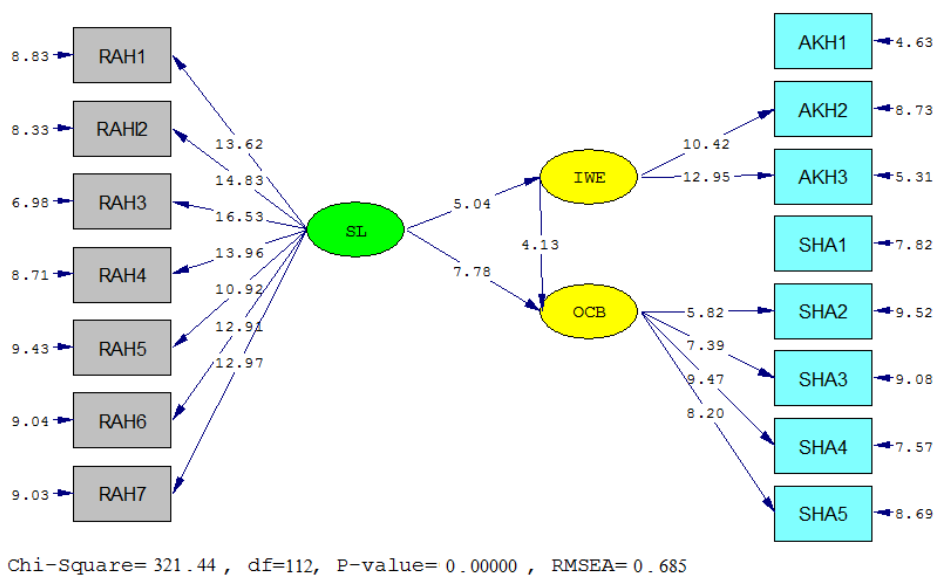 8.83 RAH1
8.33 RAHI2
6.98 RAH3
8.71 RAH4
9.43 RAH5
9.04 RAH6
9.03 RAH7
13.62
14.83
16.53
13.96
10.92
12.91
12.97
SL
5.04
7.78
IWE
4.13
OCB
10.42
12.95
5.82
7.39
9.47
8.20
AKH1 4.63
AKH2 8.73
AKH3 5.31
SHA1 7.82
SHA2 9.52
SHA3 9.08
SHA4 7.57
SHA5 8.69
Chi-Square= 321.44 , df=112, P-value= 0.00000 , RMSEA= 0.685